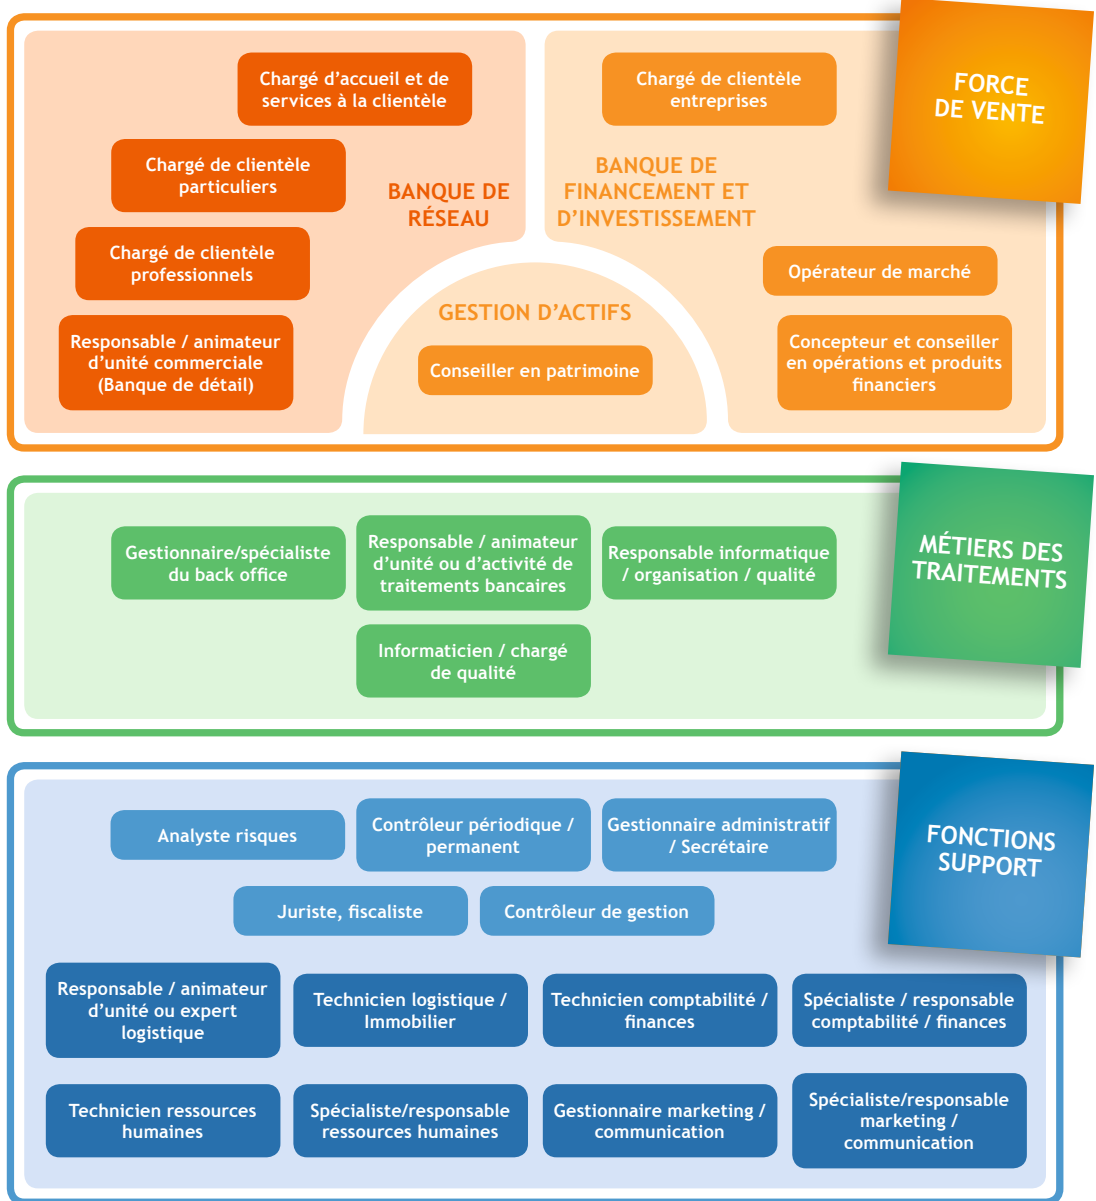 FORCE
DE VENTE
Chargé d’accueil et de
services à la clientèle
Chargé de clientèle
particuliers
Chargé de clientèle
professionnels
Responsable / animateur
d’unité commerciale
(Banque de détail)
BANQUE DE
RÉSEAU
Chargé de clientèle
entreprises
BANQUE DE
FINANCEMENT ET
D’INVESTISSEMENT
Opérateur de marché
Concepteur et conseiller
en opérations et produits
financiers
GESTION D’ACTIFS
Conseiller en patrimoine
MÉTIERS DES
TRAITEMENTS
Gestionnaire/spécialiste
du back office
Responsable / animateur
d’unité ou d’activité de
traitements bancaires
Responsable informatique
/ organisation / qualité
Informaticien / chargé
de qualité
FONCTIONS
SUPPORT
Analyste risques
Contrôleur périodique /
permanent
Gestionnaire administratif
/ Secrétaire
Juriste, fiscaliste
Contrôleur de gestion
Responsable / animateur
d’unité ou expert
logistique
Technicien logistique /
Immobilier
Technicien comptabilité /
finances
Spécialiste / responsable
comptabilité / finances
Technicien ressources
humaines
Spécialiste/responsable
ressources humaines
Gestionnaire marketing /
communication
Spécialiste/responsable
marketing /
communication